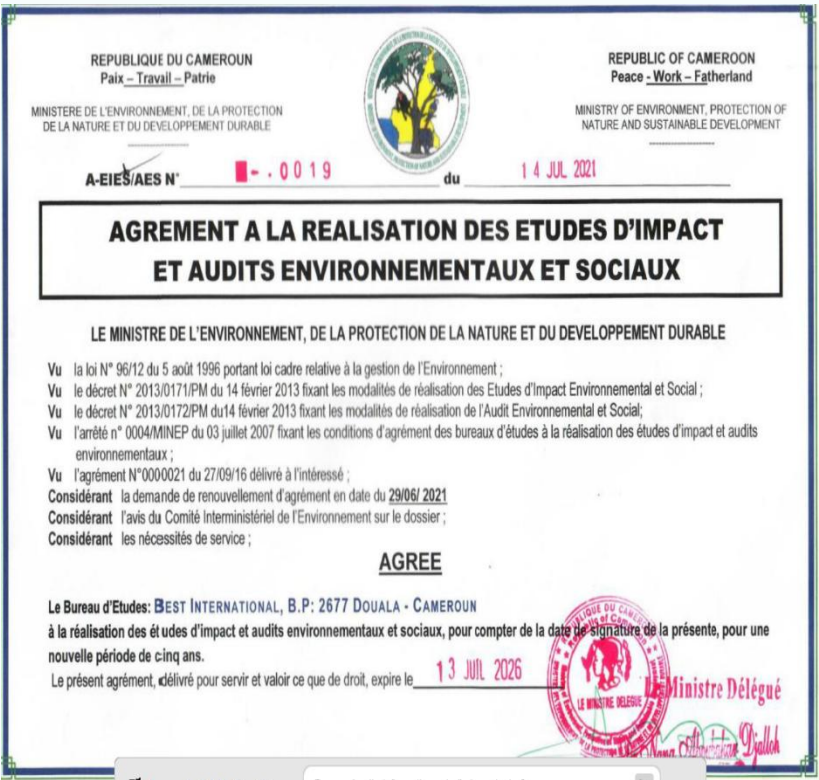 REPUBLIQUE DU CAMEROUN
Paix – Travail – Patrie
MINISTERE DE L'ENVIRONNEMENT, DE LA PROTECTION
DE LA NATURE ET DU DEVELOPPEMENT DURABLE
REPUBLIC OF CAMEROON
Peace - Work – Fatherland
MINISTRY OF ENVIRONMENT, PROTECTION OF
NATURE AND SUSTAINABLE DEVELOPMENT
A-EIES/AES N° - . 0 0 1 9 du 1 4 JUL 2021
AGREMENT A LA REALISATION DES ETUDES D'IMPACT
ET AUDITS ENVIRONNEMENTAUX ET SOCIAUX
LE MINISTRE DE L'ENVIRONNEMENT, DE LA PROTECTION DE LA NATURE ET DU DEVELOPPEMENT DURABLE
Vu la loi N° 96/12 du 5 août 1996 portant loi cadre relative à la gestion de l'Environnement ;
Vu le décret N° 2013/0171/PM du 14 février 2013 fixant les modalités de réalisation des Etudes d'Impact Environnemental et Social ;
Vu le décret N° 2013/0172/PM du14 février 2013 fixant les modalités de réalisation de l'Audit Environnemental et Social;
Vu l'arrêté n° 0004/MINEP du 03 juillet 2007 fixant les conditions d'agrément des bureaux d'études à la réalisation des études d'impact et audits
environnementaux ;
Vu l'agrément N°0000021 du 27/09/16 délivré à l'intéressé ;
Considérant la demande de renouvellement d'agrément en date du 29/06/ 2021
Considérant l'avis du Comité Interministériel de l'Environnement sur le dossier ;
Considérant les nécessités de service ;
AGREE
Le Bureau d'Etudes: BEST INTERNATIONAL, B.P: 2677 DOUALA - CAMEROUN
à la réalisation des ét udes d'impact et audits environnementaux et sociaux, pour compter de la date de signature de la présente, pour une
nouvelle période de cinq ans.
Le présent agrément, délivré pour servir et valoir ce que de droit, expire le 1 3 JUIL 2026
LE MINISTRE DELEGUE
Le Ministre Délégué
Nana Aboubakar Djalloh